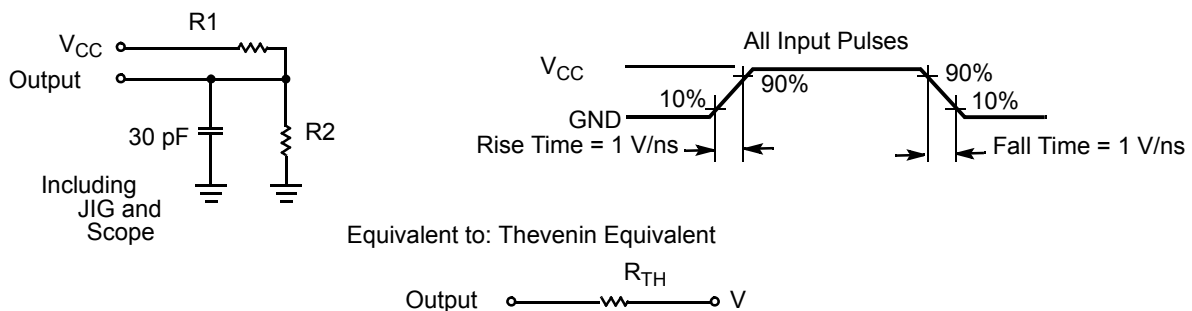 R1
VCC
Output
30 pF
R2
Including
JIG and
Scope
All Input Pulses
VCC
GND
10%
90%
90%
10%
Rise Time = 1 V/ns
Fall Time = 1 V/ns
Equivalent to: Thevenin Equivalent
RTH
Output
V